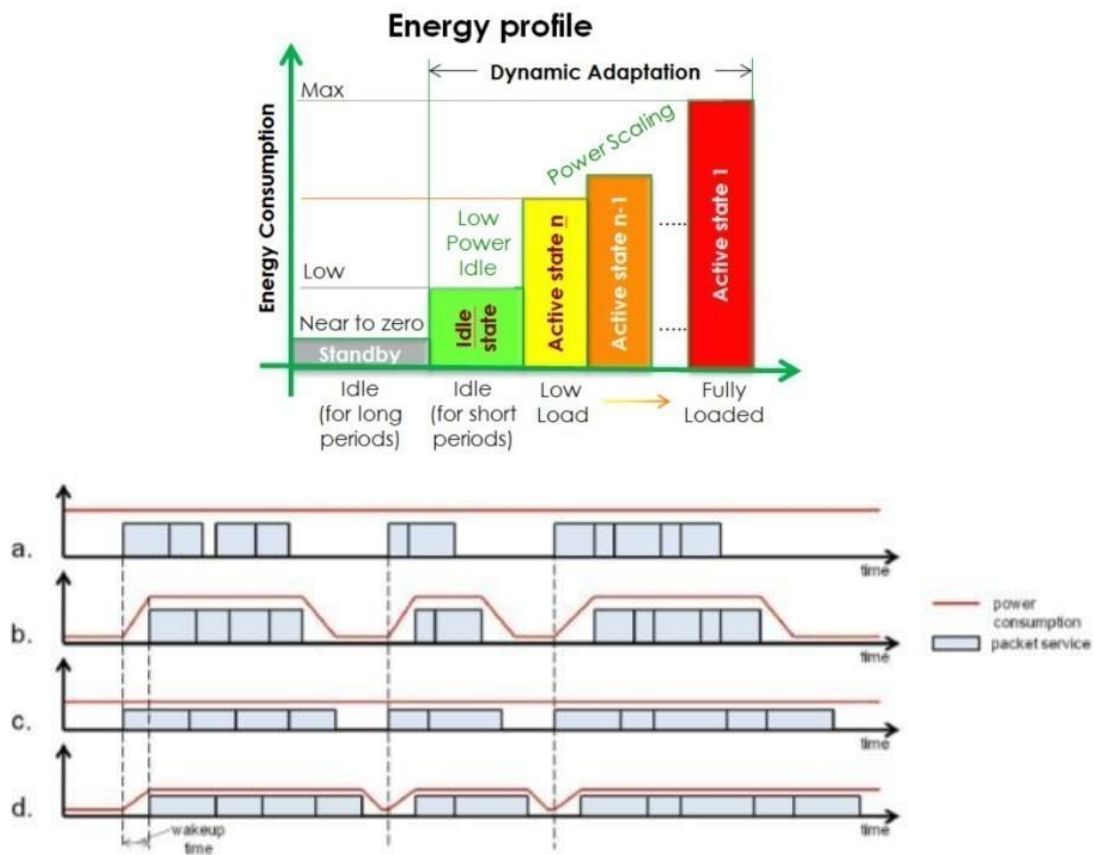 Energy profile
Dynamic Adaptation
Energy Consumption
Max
Power Scaling
Low
Power
Idle
Low
Near to zero
Standby
Idle
state
Active state n
Active state n-1
.....
.....
Active state 1
Idle
(for long
periods)
Idle
(for short
periods)
Low
Load
Fully
Loaded
a.
time
b.
time
power
consumption
packet service
c.
time
d.
time
wakeup
time